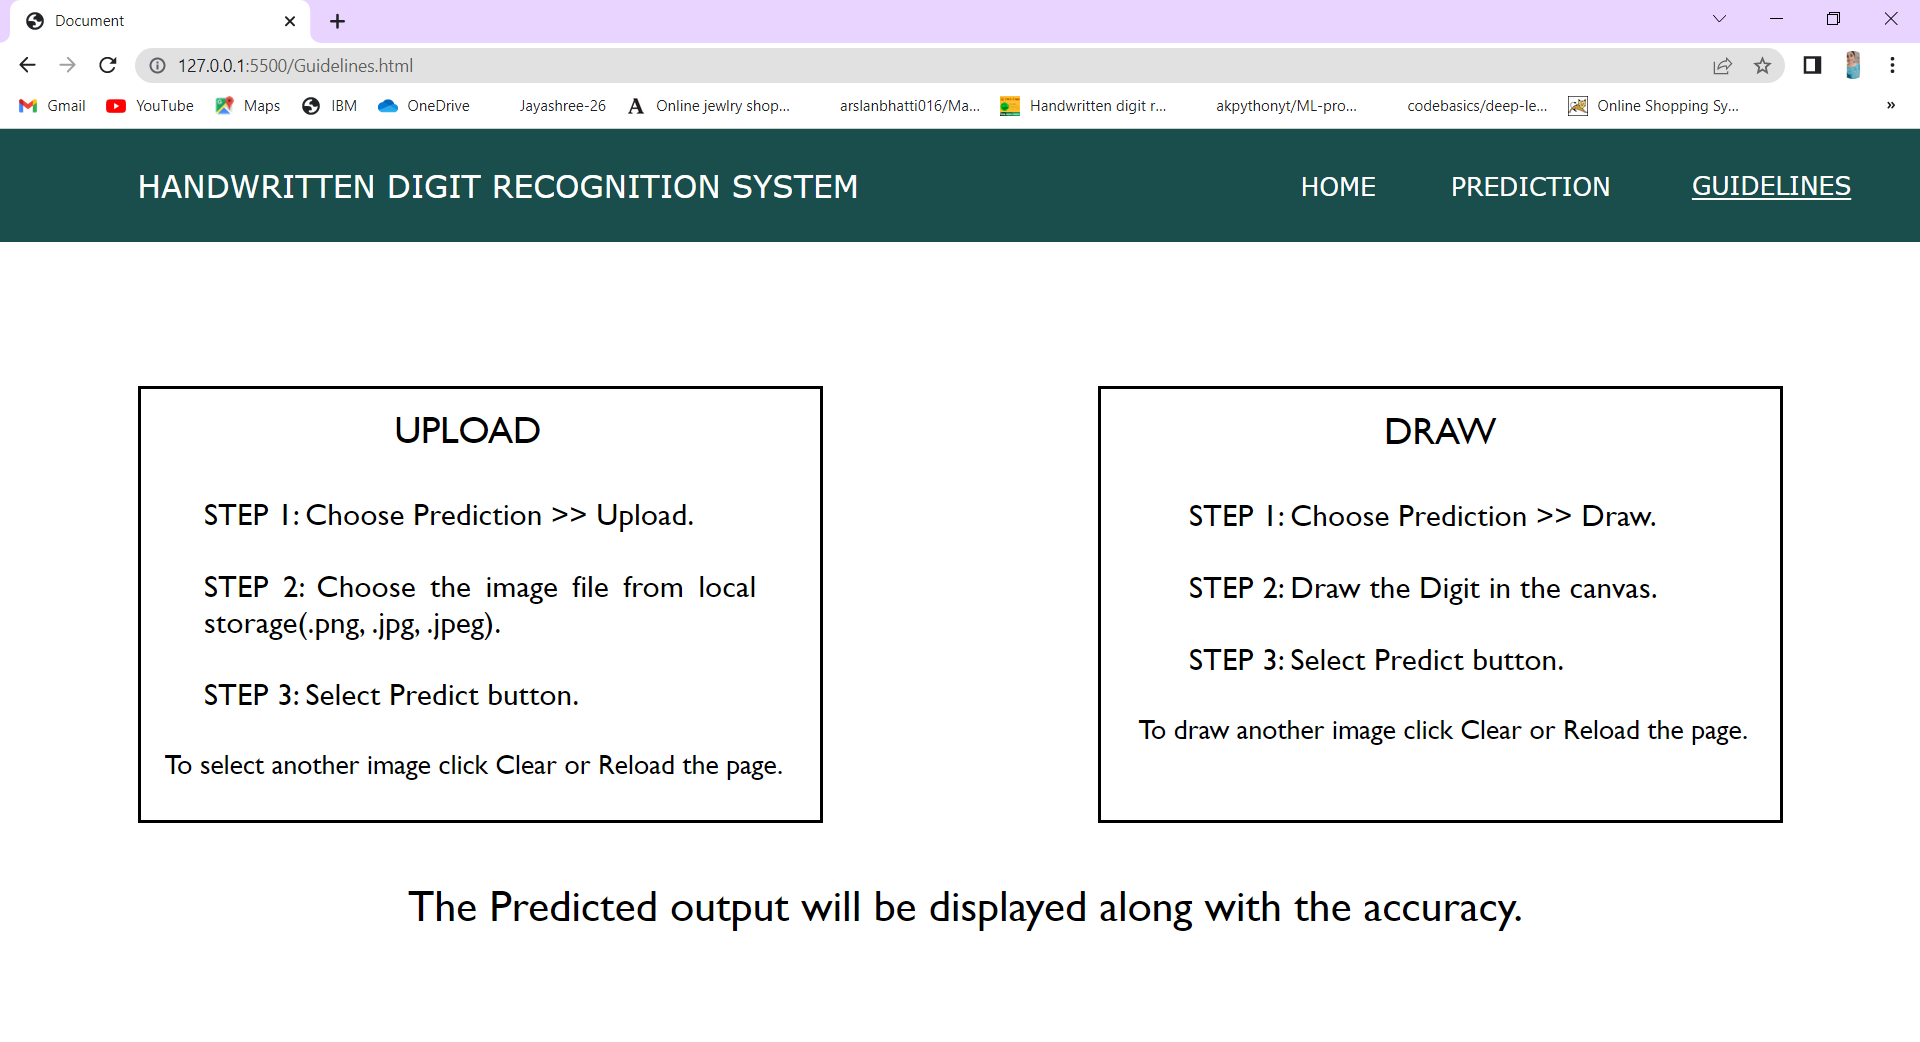 Document
127.0.0.1:5500/Guidelines.html
Gmail YouTube Maps IBM OneDrive Jayashree-26 Online jewlry shop... arslanbhatti016/Ma... Handwritten digit r... akpythonyt/ML-pro... codebasics/deep-le... Online Shopping Sy... »
HANDWRITTEN DIGIT RECOGNITION SYSTEM HOME PREDICTION GUIDELINES
UPLOAD
STEP 1: Choose Prediction >> Upload.
STEP 2: Choose the image file from local
storage(.png, .jpg, .jpeg).
STEP 3: Select Predict button.
To select another image click Clear or Reload the page.
DRAW
STEP 1: Choose Prediction >> Draw.
STEP 2: Draw the Digit in the canvas.
STEP 3: Select Predict button.
To draw another image click Clear or Reload the page.
The Predicted output will be displayed along with the accuracy.